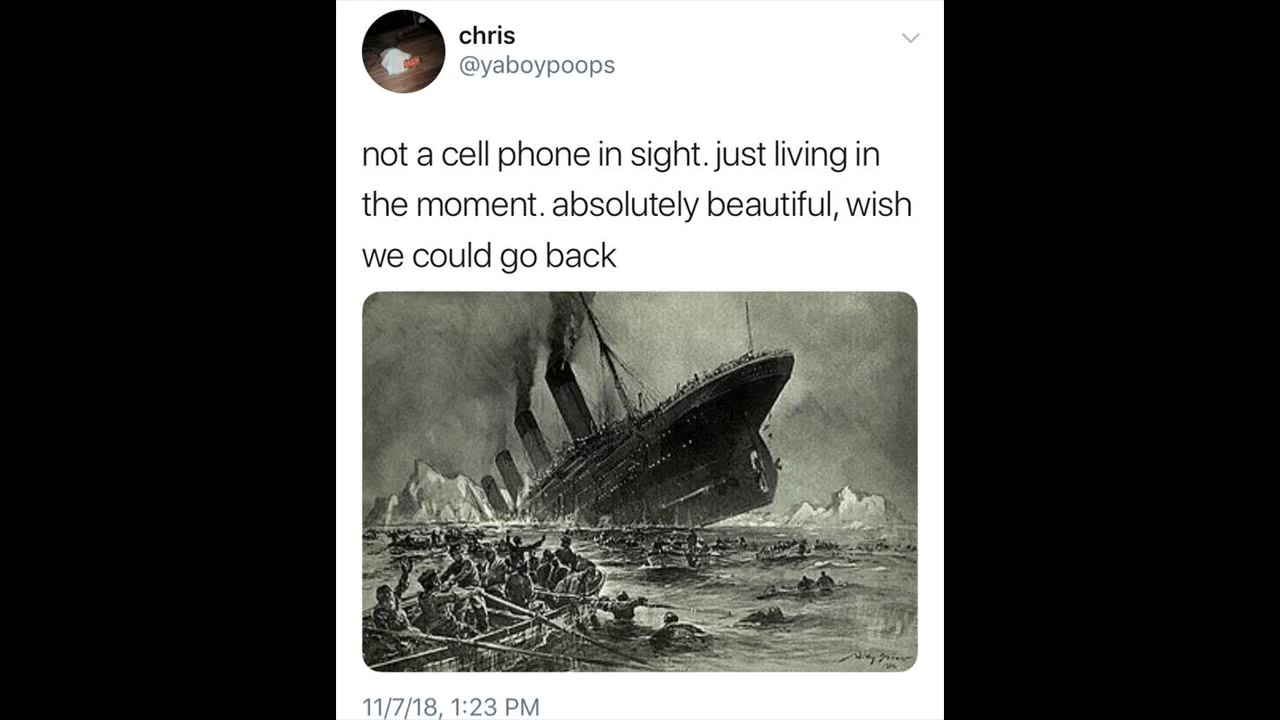 chris
@yaboypoops
not a cell phone in sight. just living in
the moment. absolutely beautiful, wish
we could go back
11/7/18, 1:23 PM